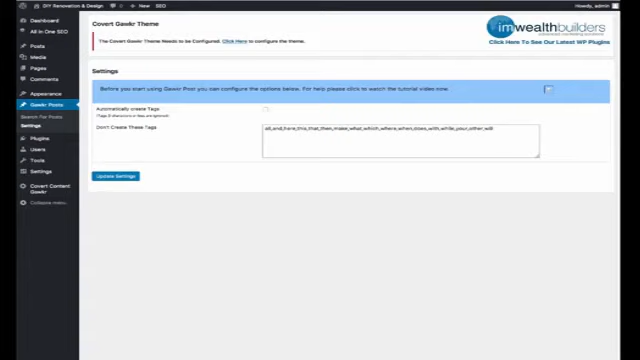 DIY Renovation & Design
0
+ New
SEO
Howdy, admin
Dashboard
All In One SEO
Posts
Media
Pages
Comments
Appearance
Gawkr Posts
Search For Posts
Settings
Plugins
Users
Tools
Settings
Covert Content Gawkr
Collapse menu
Covert Gawkr Theme
The Covert Gawkr Theme Needs to be Configured. Click Here to configure the theme.
imwealthbuilders
Click Here To See Our Latest WP Plugins
Settings
Before you start using Gawkr Post you can configure the options below. For help please click to watch the tutorial video now.
Automatically create Tags
Don't Create These Tags
all,and,here,this,that,then,make,what,which,where,when,does,with,while,your,other,will
Update Settings